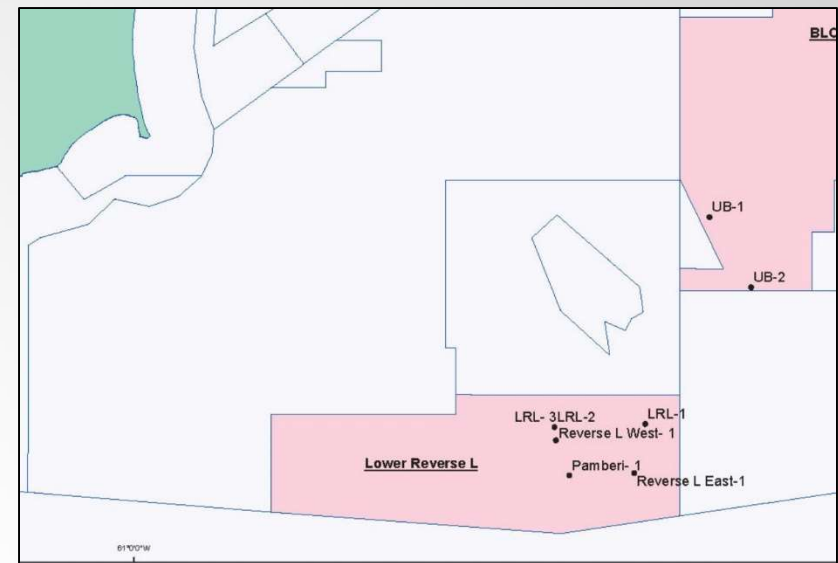 BLO
UB-1
UB-2
LRL- 3LRL-2
LRL-1
Reverse L West- 1
Lower Reverse L
Pamberi- 1
Reverse L East-1
61°0'0"W